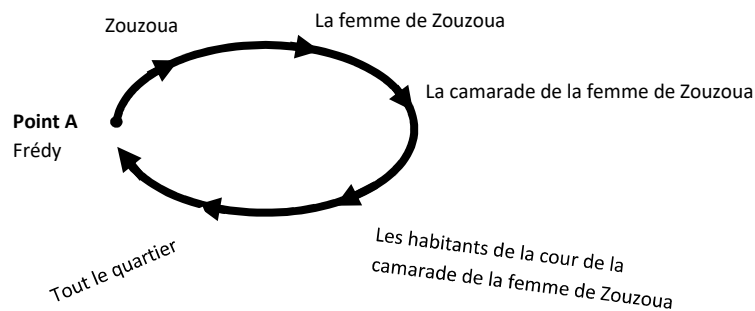 Zouzoua
La femme de Zouzoua
La camarade de la femme de Zouzoua
Point A
Frédy
Les habitants de la cour de la
camarade de la femme de Zouzoua
Tout le quartier